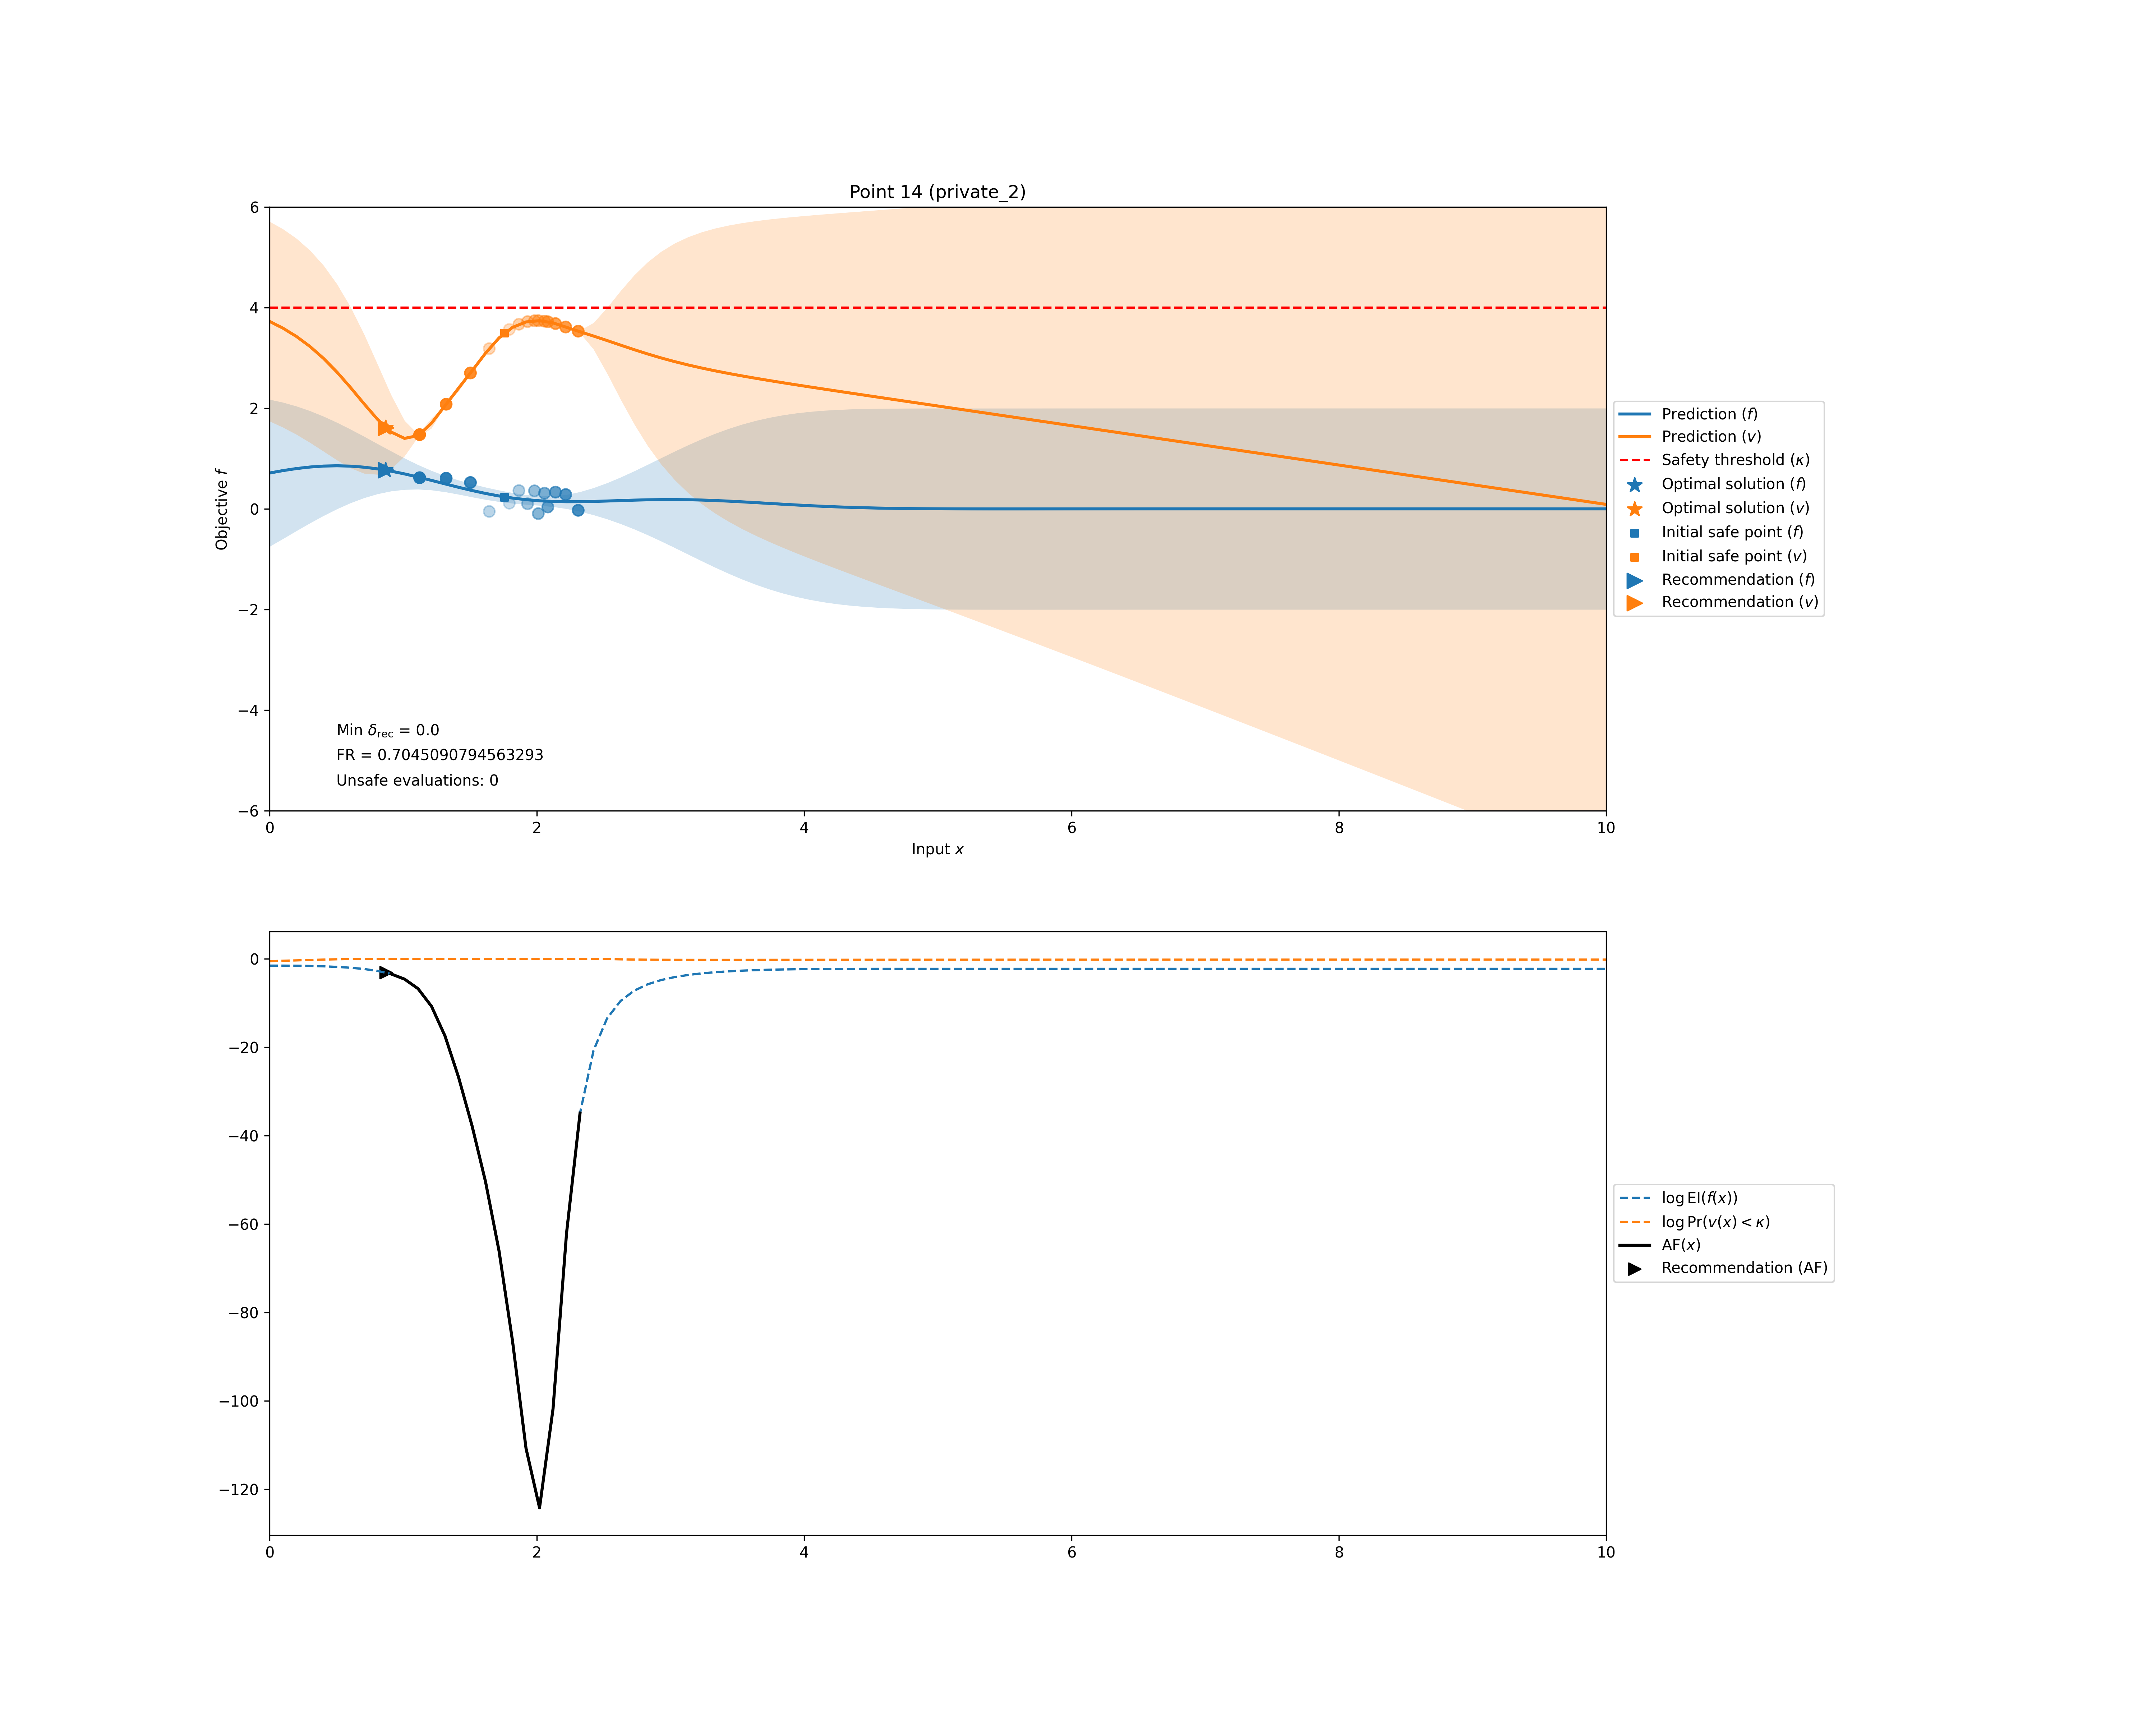 Point 14 (private_2)
6
4
2
0
−2
−4
−6
Objective f
Min δrec = 0.0
FR = 0.7045090794563293
Unsafe evaluations: 0
0 2 4 6 8 10
Input x
Prediction (f)
Prediction (v)
Safety threshold (κ)
Optimal solution (f)
Optimal solution (v)
Initial safe point (f)
Initial safe point (v)
Recommendation (f)
Recommendation (v)
0
−20
−40
−60
−80
−100
−120
0 2 4 6 8 10
log EI(f(x))
log Pr(v(x) < κ)
AF(x)
Recommendation (AF)